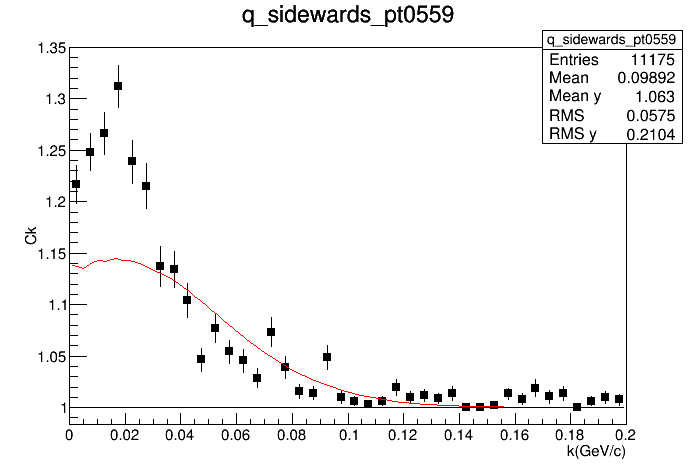 q_sidewards_pt0559
q_sidewards_pt0559
Entries 11175
Mean 0.09892
Mean y 1.063
RMS 0.0575
RMS y 0.2104
Ck
1.35
1.3
1.25
1.2
1.15
1.1
1.05
1
0 0.02 0.04 0.06 0.08 0.1 0.12 0.14 0.16 0.18 0.2
k(GeV/c)